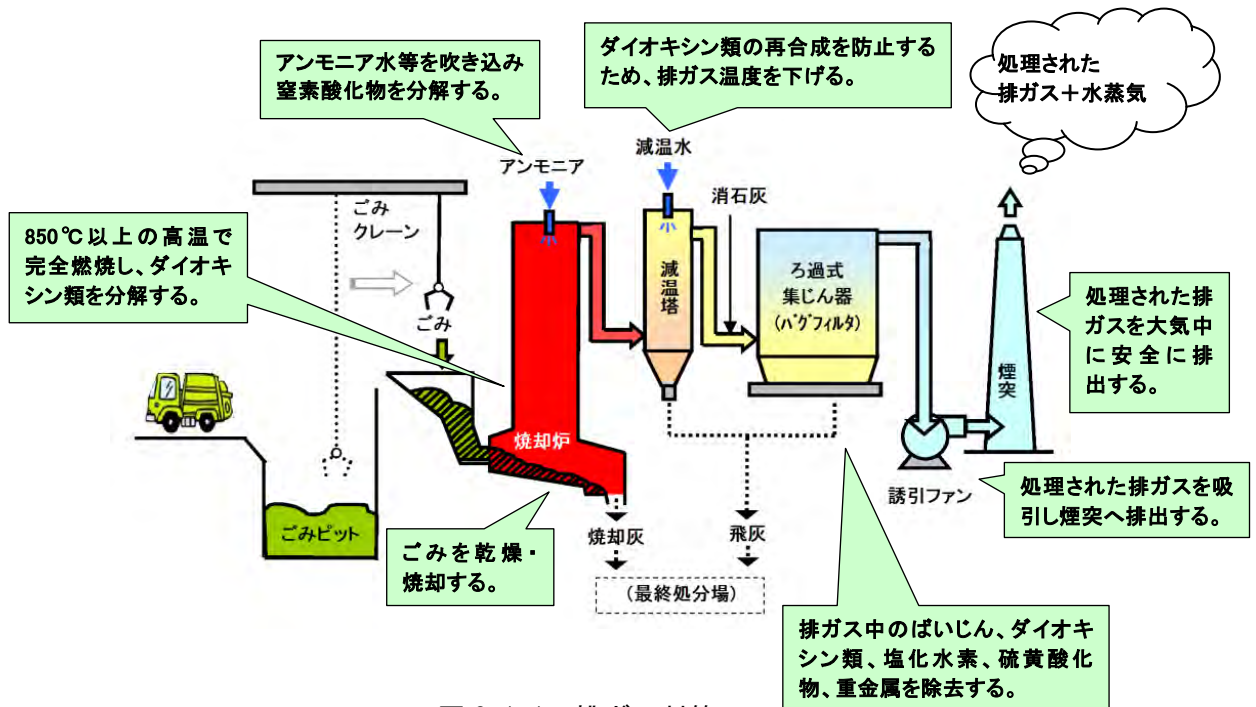 アンモニア水等を吹き込み
窒素酸化物を分解する。
ダイオキシン類の再合成を防止する
ため、排ガス温度を下げる。
処理された
排ガス＋水蒸気
アンモニア
減温水
消石灰
ごみ
クレーン
850℃以上の高温で
完全燃焼し、ダイオキ
シン類を分解する。
ごみ
減温塔
ろ過式
集じん器
(バグフィルタ)
煙突
処理された排
ガスを大気中
に安全に排
出する。
焼却炉
誘引ファン
処理された排ガスを吸
引し煙突へ排出する。
ごみピット
ごみを乾燥・
焼却する。
焼却灰
飛灰
(最終処分場)
排ガス中のばいじん、ダイオキ
シン類、塩化水素、硫黄酸化
物、重金属を除去する。